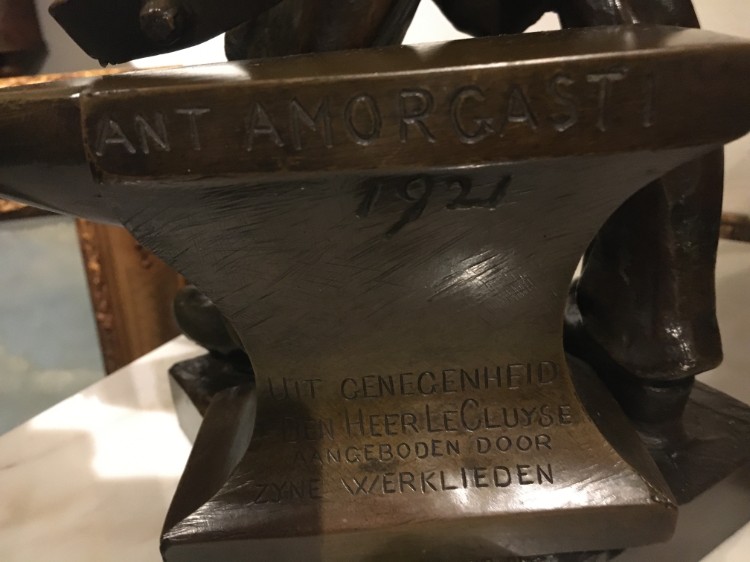 ANT AMORGASTI
1921
UIT GENEGENHEID
DEN HEER LECLUYSE
AANGEBODEN DOOR
ZYNE WERKLIEDEN